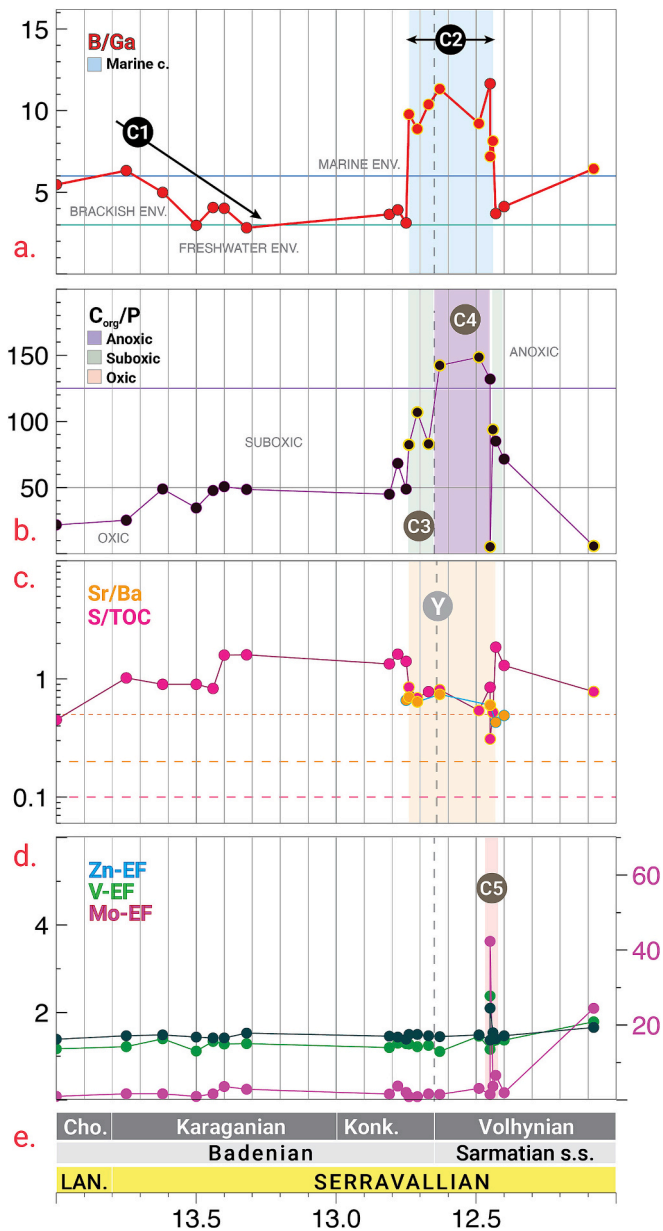 15
B/Ga
Marine c.
C2
10
C1
MARINE ENV.
5
BRACKISH ENV.
FRESHWATER ENV.
a.
0
Corg/P
Anoxic
Suboxic
Oxic
C4
150
ANOXIC
100
SUBOXIC
50
C3
b.
OXIC
0
c.
Sr/Ba
S/TOC
Y
1
0.1
d.
Zn-EF
V-EF
Mo-EF
C5
60
4
40
2
20
e.
Cho.
Karaganian
Konk.
Volhynian
Badenian
Sarmatian s.s.
LAN.
SERRAVALLIAN
13.5
13.0
12.5